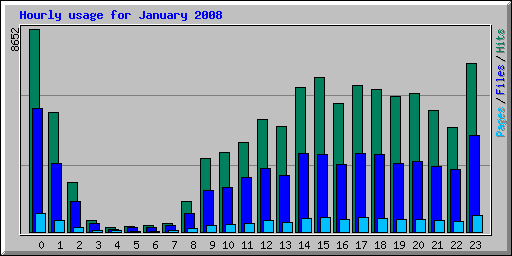 Hourly usage for January 2008
8652
Pages/Files/Hits
0 1 2 3 4 5 6 7 8 9 10 11 12 13 14 15 16 17 18 19 20 21 22 23